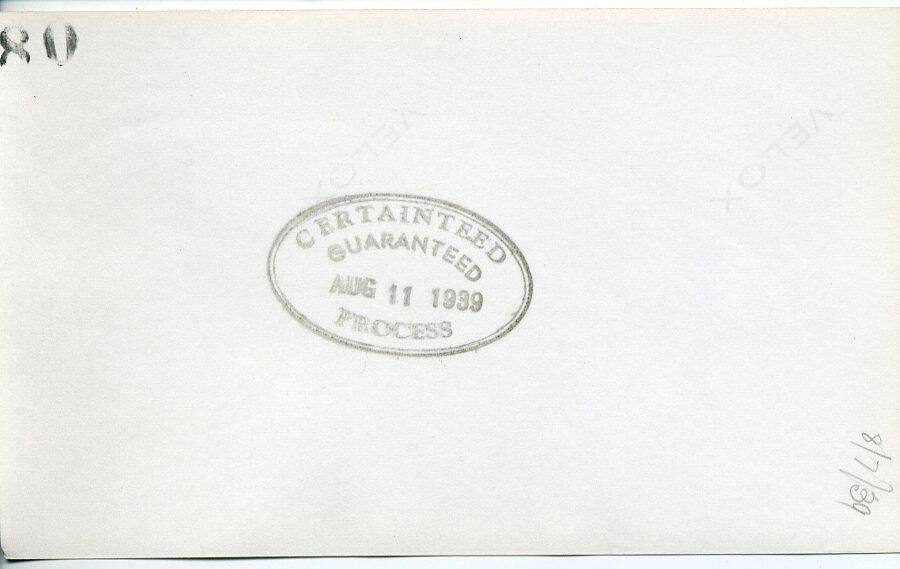 80
VELOX
VELOX
CERTAINTEED
GUARANTEED
AUG 11 1939
PROCESS
8/7/39